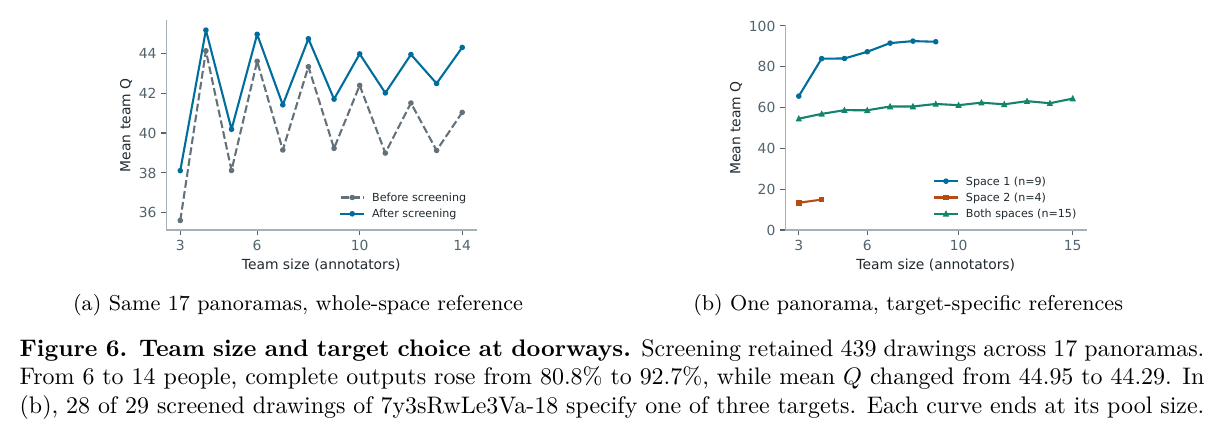 44
42
40
38
36
Mean team Q
Before screening
After screening
3
6
10
14
Team size (annotators)
(a) Same 17 panoramas, whole-space reference
100
80
60
40
20
0
Mean team Q
Space 1 (n=9)
Space 2 (n=4)
Both spaces (n=15)
3
6
10
15
Team size (annotators)
(b) One panorama, target-specific references
Figure 6. Team size and target choice at doorways. Screening retained 439 drawings across 17 panoramas.
From 6 to 14 people, complete outputs rose from 80.8% to 92.7%, while mean Q changed from 44.95 to 44.29. In
(b), 28 of 29 screened drawings of 7y3sRwLe3Va-18 specify one of three targets. Each curve ends at its pool size.